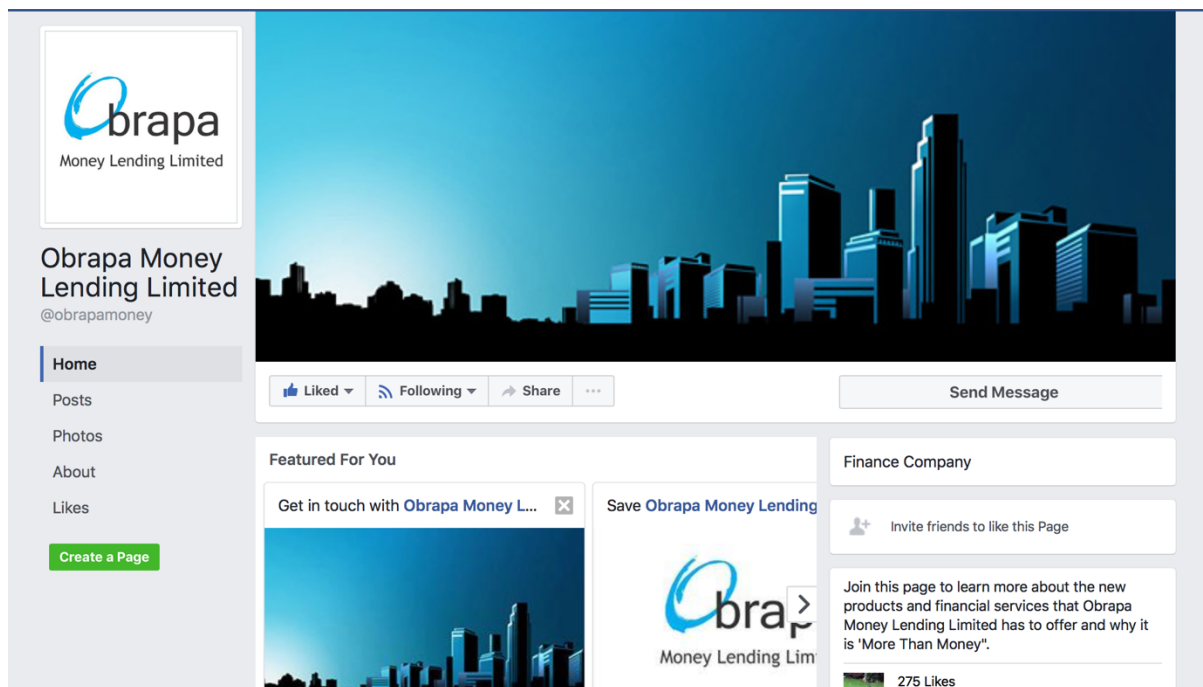 Obrapa
Money Lending Limited
Obrapa Money
Lending Limited
@obrapamoney
Home
Posts
Photos
About
Likes
Create a Page
Liked
Following
Share
Send Message
Featured For You
Get in touch with Obrapa Money L...
Save Obrapa Money Lending
Obrap
Money Lending Lim
Finance Company
Invite friends to like this Page
Join this page to learn more about the new
products and financial services that Obrapa
Money Lending Limited has to offer and why it
is 'More Than Money".
275 Likes